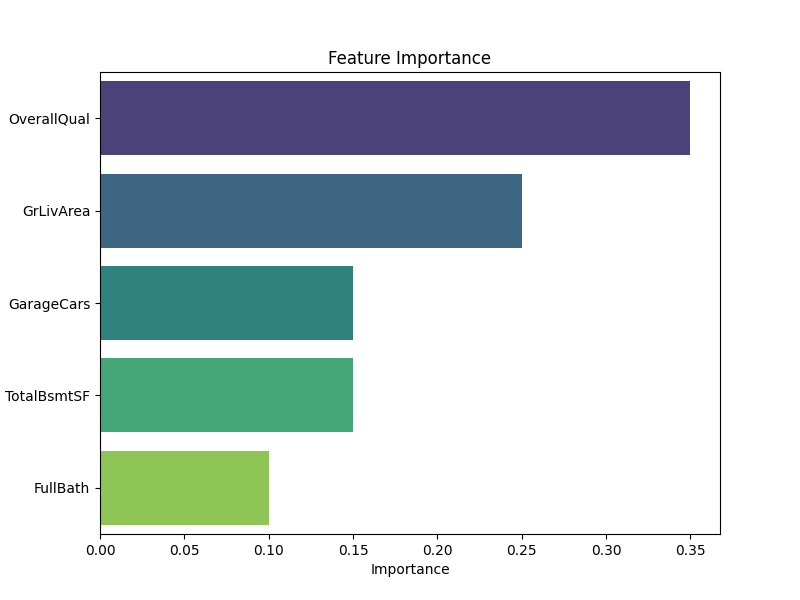 Feature Importance
OverallQual
GrLivArea
GarageCars
TotalBsmtSF
FullBath
0.00 0.05 0.10 0.15 0.20 0.25 0.30 0.35
Importance